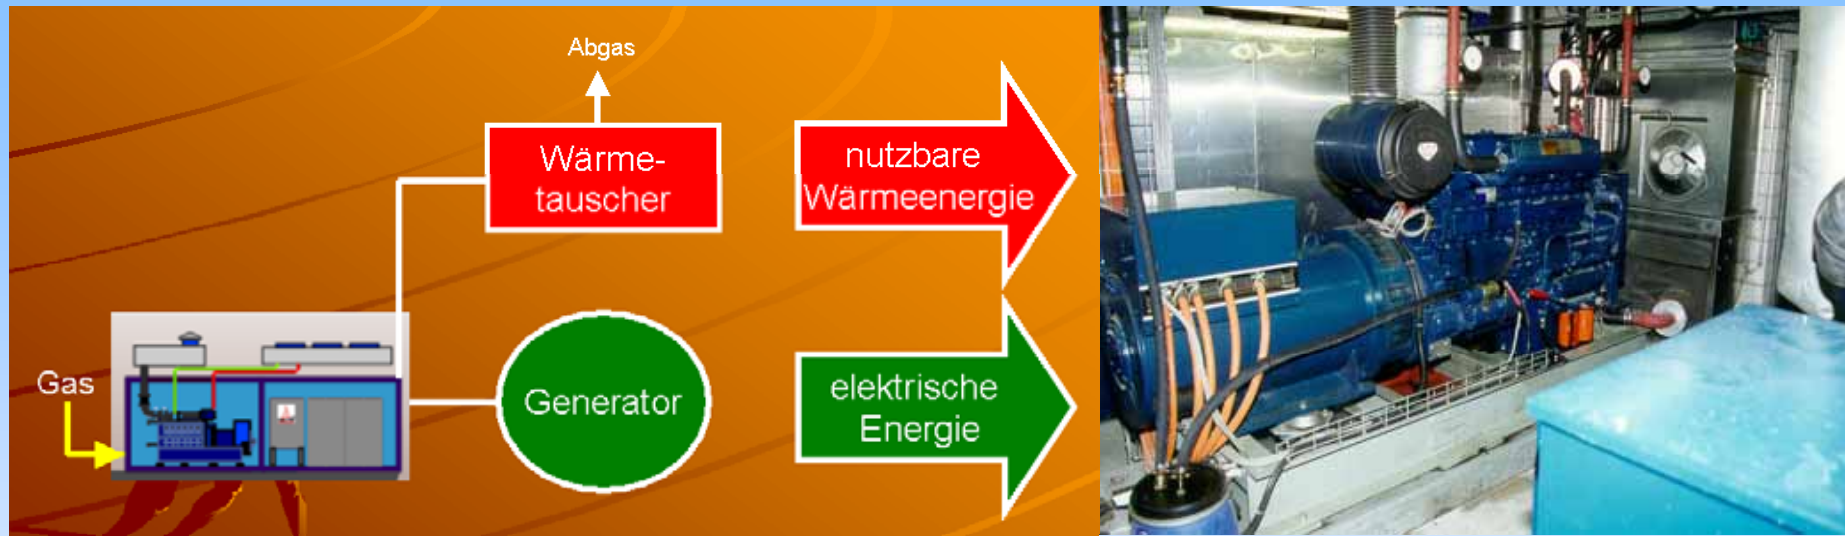 Abgas
Wärme-
tauscher
nutzbare
Wärmeenergie
Gas
Generator
elektrische
Energie